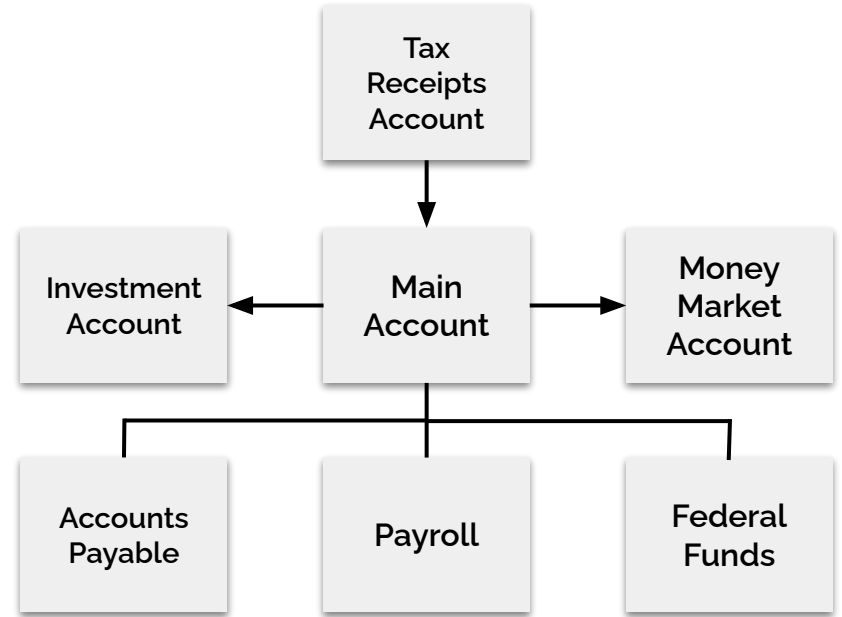 Tax
Receipts
Account
Investment
Account
Main
Account
Money
Market
Account
Accounts
Payable
Payroll
Federal
Funds